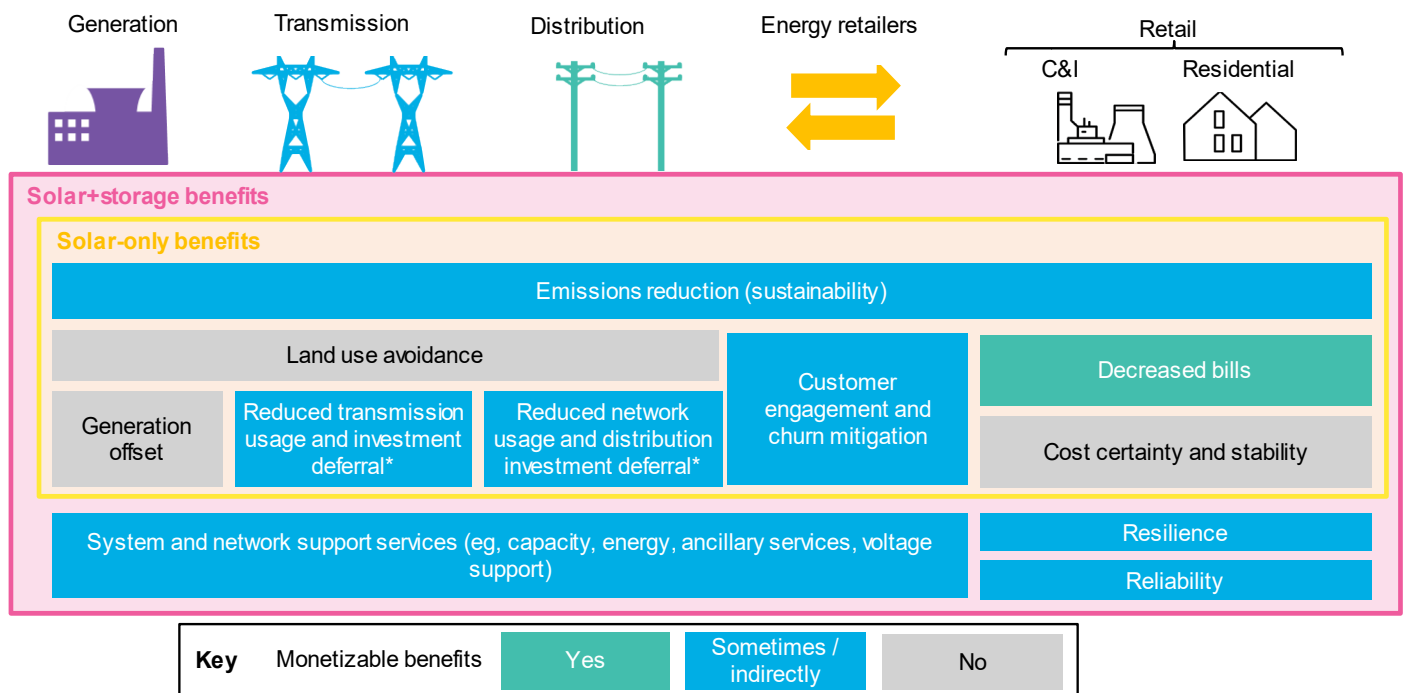 Generation
Transmission
Distribution
Energy retailers
Retail
C&I
Residential
Solar+storage benefits
Solar-only benefits
Emissions reduction (sustainability)
Land use avoidance
Customer
engagement and
churn mitigation
Decreased bills
Generation
offset
Reduced transmission
usage and investment
deferral*
Reduced network
usage and distribution
investment deferral*
Cost certainty and stability
System and network support services (eg, capacity, energy, ancillary services, voltage
support)
Resilience
Reliability
Key
Monetizable benefits
Yes
Sometimes /
indirectly
No